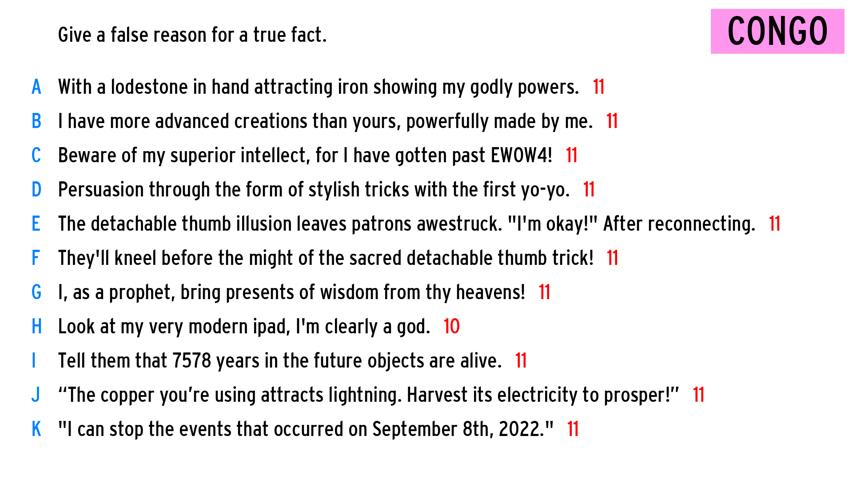 Give a false reason for a true fact.
CONGO
A With a lodestone in hand attracting iron showing my godly powers. 11
B I have more advanced creations than yours, powerfully made by me. 11
C Beware of my superior intellect, for I have gotten past EWOW4! 11
D Persuasion through the form of stylish tricks with the first yo-yo. 11
E The detachable thumb illusion leaves patrons awestruck. "I'm okay!" After reconnecting. 11
F They'll kneel before the might of the sacred detachable thumb trick! 11
G I, as a prophet, bring presents of wisdom from thy heavens! 11
H Look at my very modern ipad, I'm clearly a god. 10
I Tell them that 7578 years in the future objects are alive. 11
J “The copper you’re using attracts lightning. Harvest its electricity to prosper!” 11
K "I can stop the events that occurred on September 8th, 2022." 11